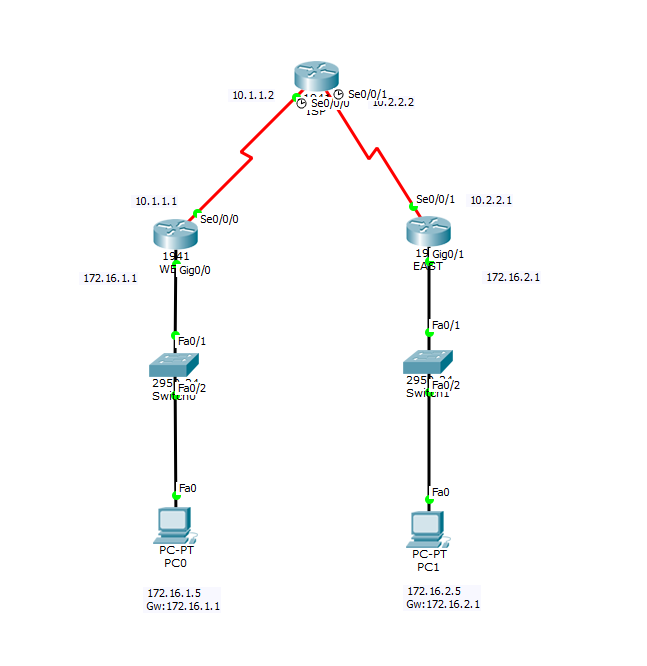 Se0/0/1
10.1.1.2
Se0/0/0
10.2.2.2
ISP
10.1.1.1
Se0/0/1
10.2.2.1
Se0/0/0
1941
Gig0/1
WE
Gig0/0
EAST
172.16.1.1
172.16.2.1
Fa0/1
Fa0/1
Fa0/2
Fa0/2
Switch0
Switch1
Fa0
Fa0
PC-PT
PC0
PC-PT
PC1
172.16.1.5
Gw:172.16.1.1
172.16.2.5
Gw:172.16.2.1